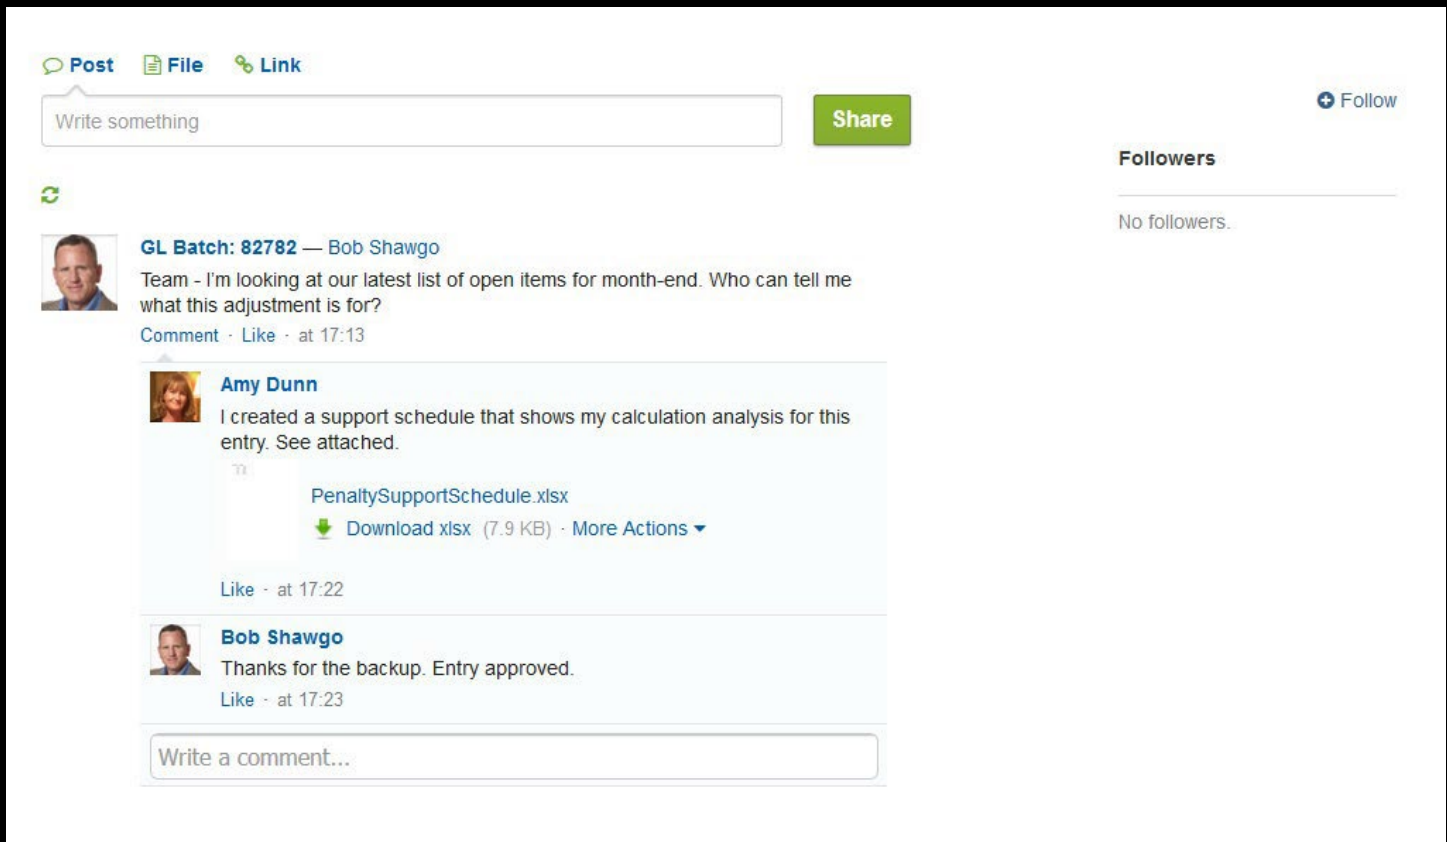 Post File Link
Write something
Share
Follow
Followers
No followers.
GL Batch: 82782 — Bob Shawgo
Team - I'm looking at our latest list of open items for month-end. Who can tell me
what this adjustment is for?
Comment · Like · at 17:13
Amy Dunn
I created a support schedule that shows my calculation analysis for this
entry. See attached.
PenaltySupportSchedule.xlsx
Download xlsx (7.9 KB) · More Actions
Like · at 17:22
Bob Shawgo
Thanks for the backup. Entry approved.
Like · at 17:23
Write a comment...